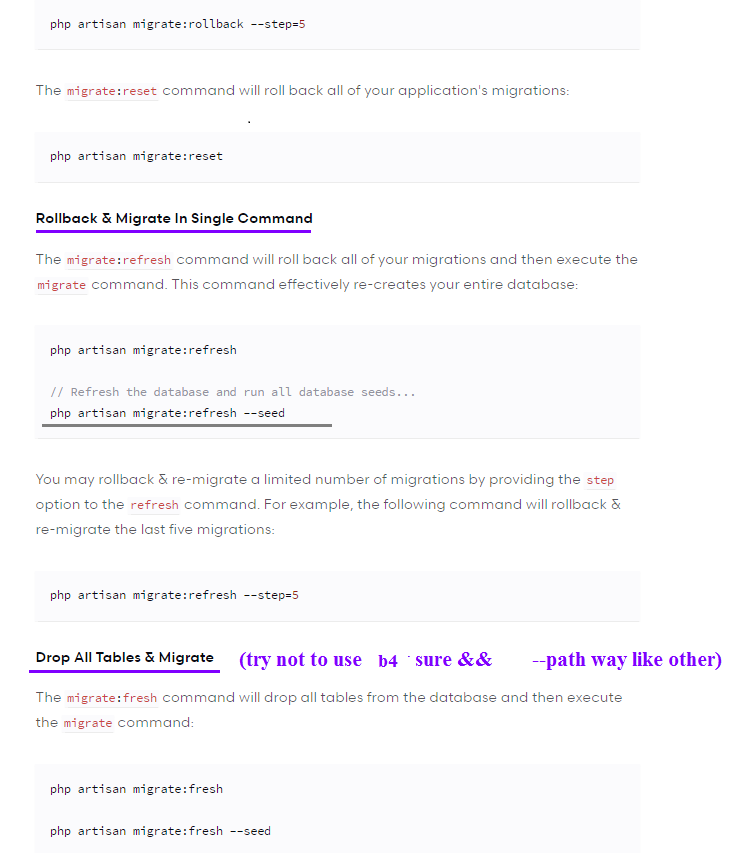 php artisan migrate:rollback --step=5
The migrate:reset command will roll back all of your application's migrations:
php artisan migrate:reset
Rollback & Migrate In Single Command
The migrate:refresh command will roll back all of your migrations and then execute the
migrate command. This command effectively re-creates your entire database:
php artisan migrate:refresh
// Refresh the database and run all database seeds...
php artisan migrate:refresh --seed
You may rollback & re-migrate a limited number of migrations by providing the step
option to the refresh command. For example, the following command will rollback &
re-migrate the last five migrations:
php artisan migrate:refresh --step=5
Drop All Tables & Migrate (try not to use b4 sure && --path way like other)
The migrate:fresh command will drop all tables from the database and then execute
the migrate command:
php artisan migrate:fresh
php artisan migrate:fresh --seed